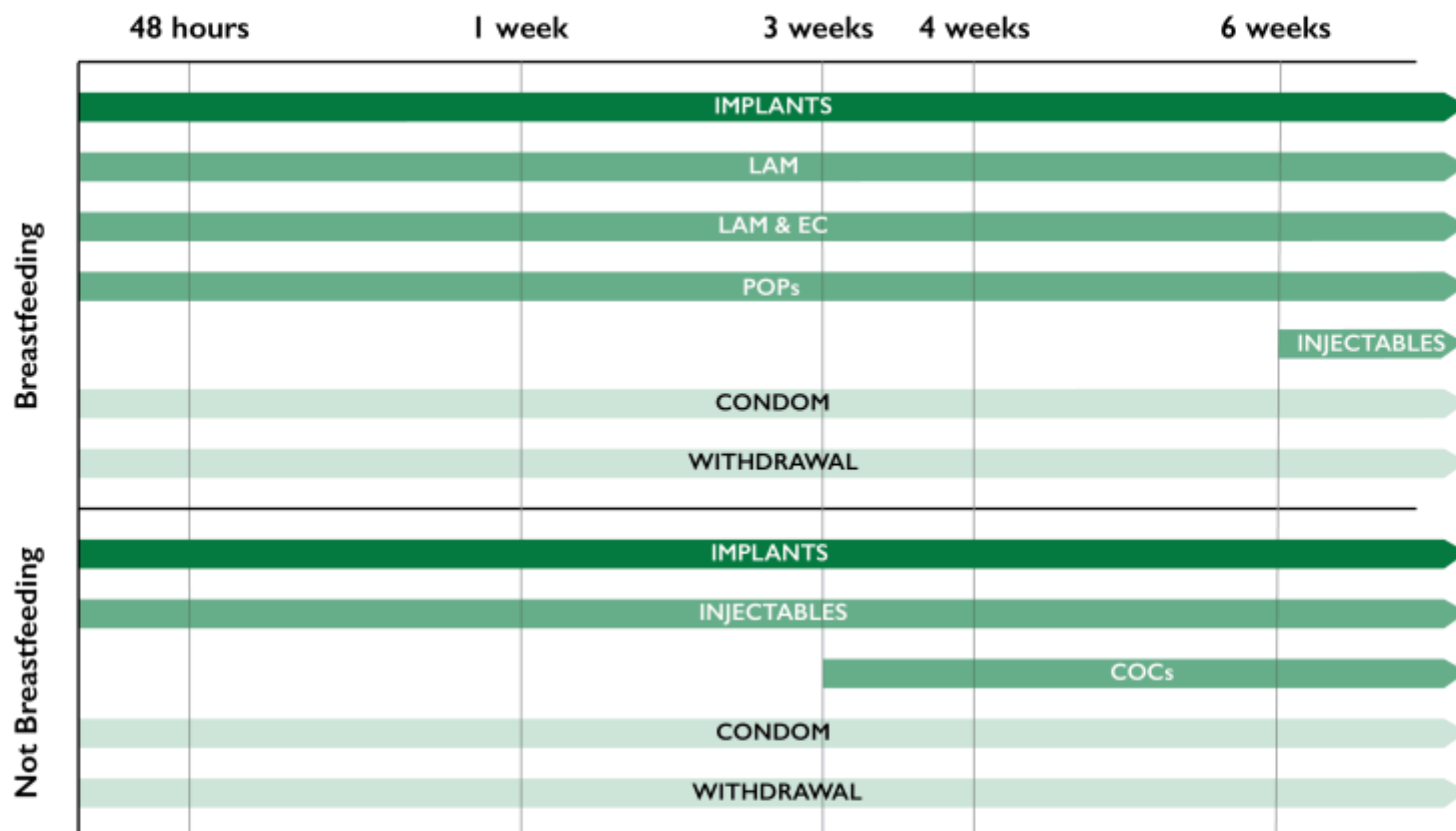 48 hours 1 week 3 weeks 4 weeks 6 weeks
Breastfeeding
IMPLANTS
LAM
LAM & EC
POPs
INJECTABLES
CONDOM
WITHDRAWAL
Not Breastfeeding
IMPLANTS
INJECTABLES
COCs
CONDOM
WITHDRAWAL